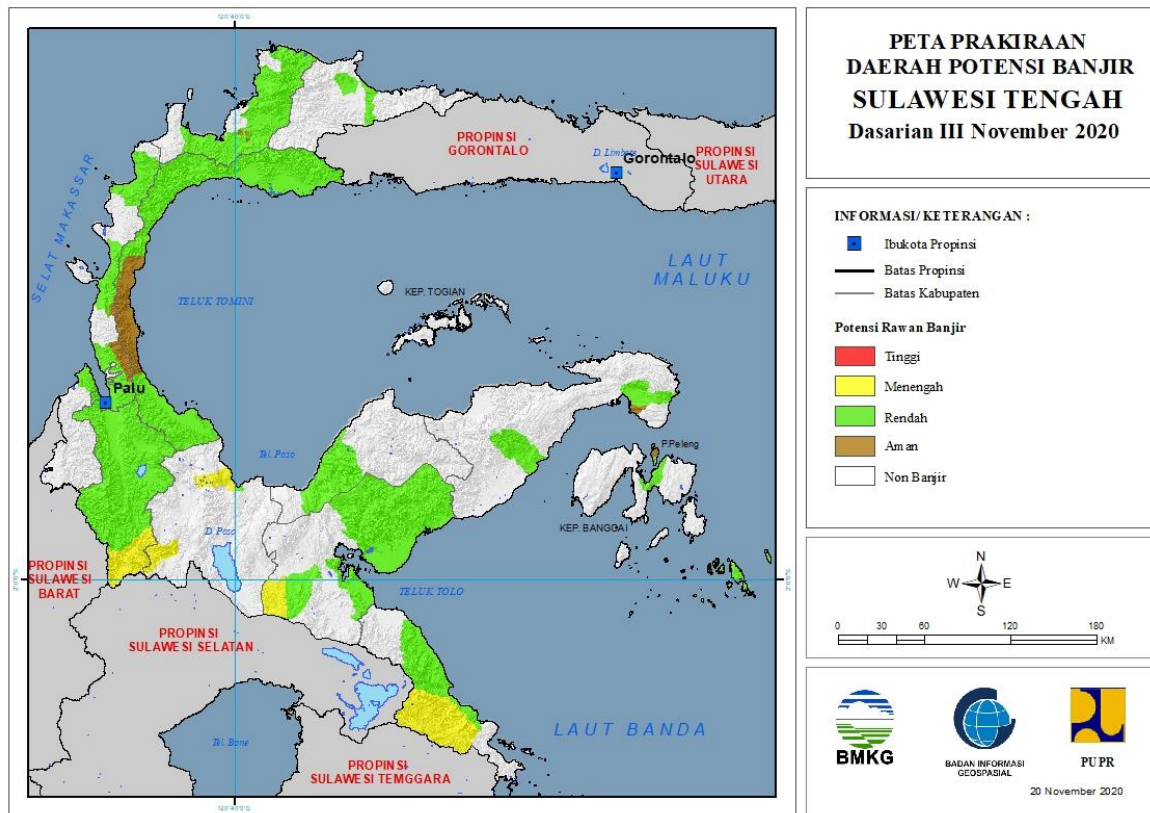 120°40'0"E
PROPINSI
GORONTALO
D. Limboto
Gorontalo
PROPINSI
SULAWESI
UTARA
SELAT MAKASSAR
LAUT
MALUKU
TELUK TOMINI
KEP. TOGIAN
Palu
Tel. Poso
P.Peleng
KEP. BANGGAI
D. Poso
PROPINSI
SULAWESI
BARAT
TELUK TOLO
PROPINSI
SULAWESI SELATAN
LAUT BANDA
Tel. Bone
PROPINSI
SULAWESI TEMGGARA
PETA PRAKIRAAN
DAERAH POTENSI BANJIR
SULAWESI TENGAH
Dasarian III November 2020
INFORMASI/ KETERANGAN :
Ibukota Propinsi
Batas Propinsi
Batas Kabupaten
Potensi Rawan Banjir
Tinggi
Menengah
Rendah
Aman
Non Banjir
N
W E
S
0 30 60 120 180
KM
BMKG
BADAN INFORMASI
GEOSPASIAL
PUPR
20 November 2020